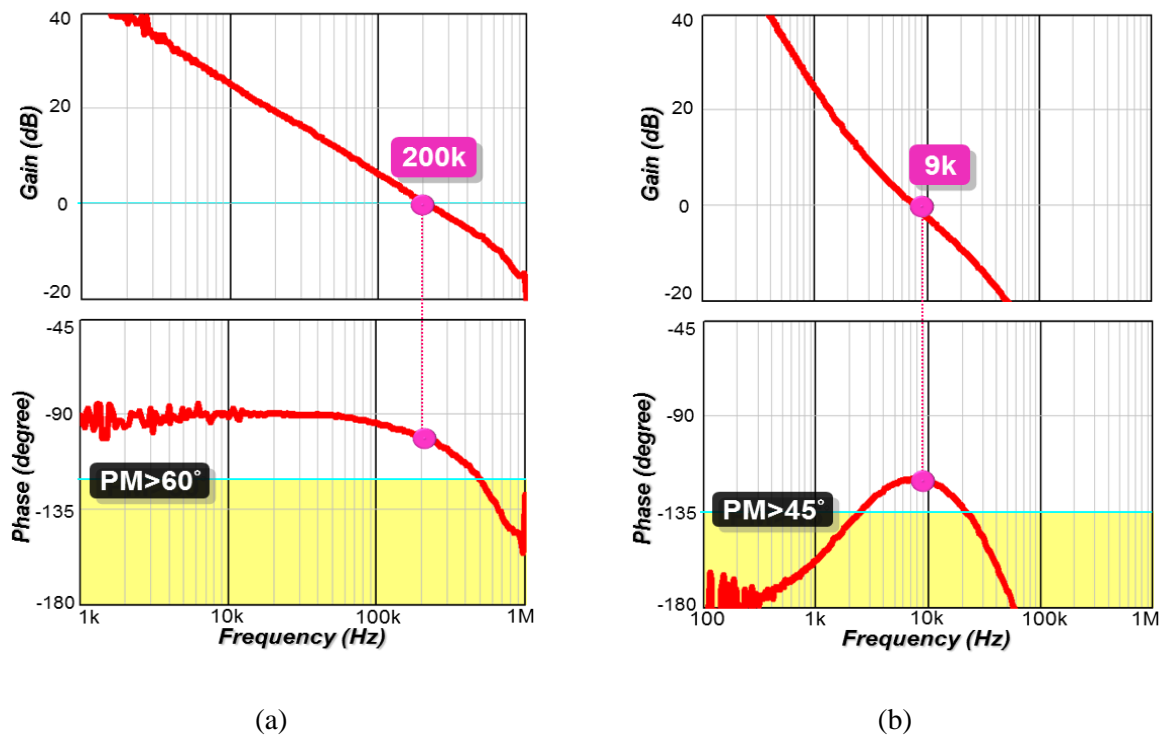 40
20
0
-20
Gain (dB)
200k
-45
-90
-135
-180
Phase (degree)
PM>60°
1k
10k
100k
1M
Frequency (Hz)
(a)
40
20
0
-20
Gain (dB)
9k
-45
-90
-135
-180
Phase (degree)
PM>45°
100
1k
10k
100k
1M
Frequency (Hz)
(b)